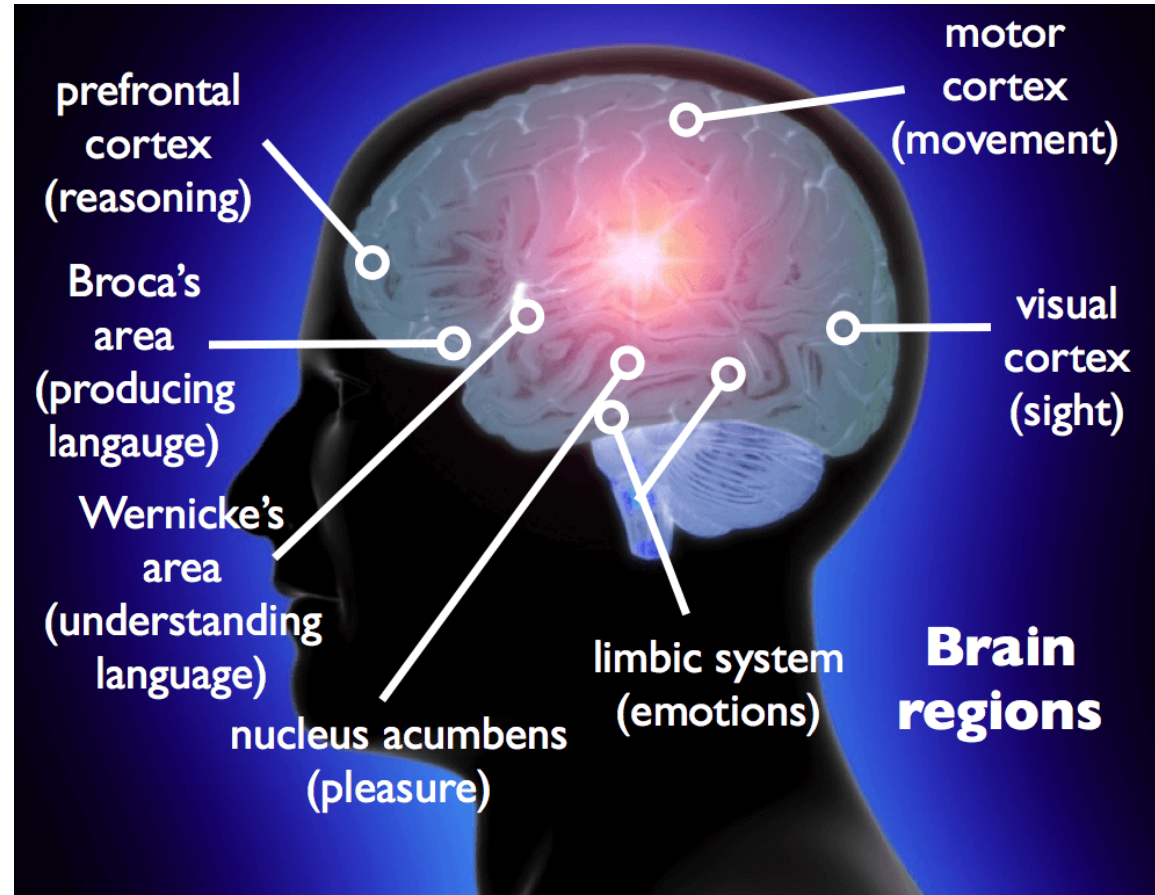 prefrontal
cortex
(reasoning)
motor
cortex
(movement)
Broca's
area
(producing
langauge)
visual
cortex
(sight)
Wernicke's
area
(understanding
language)
limbic system
(emotions)
nucleus acumbens
(pleasure)
Brain
regions